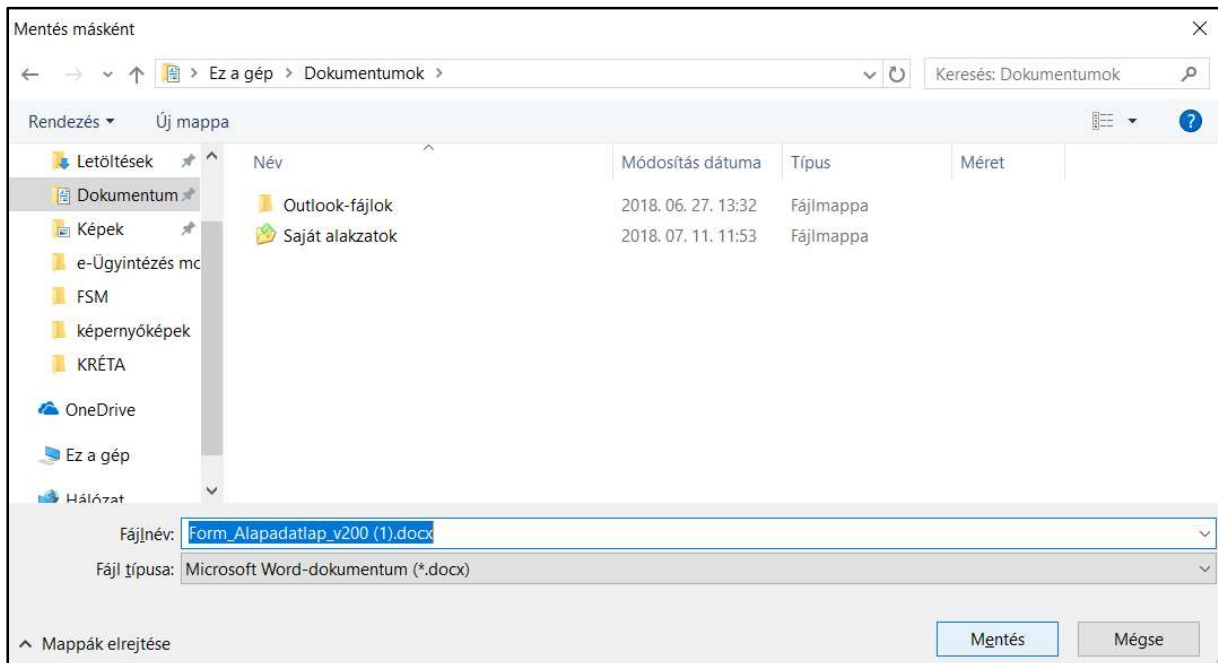 Mentés másként
Ez a gép > Dokumentumok >
Keresés: Dokumentumok
Rendezés
Új mappa
?
Név
Módosítás dátuma
Típus
Méret
Letöltések
Dokumentum
Képek
e-Ügyintézés mo
FSM
képernyőképek
KRÉTA
OneDrive
Ez a gép
Hálózat
Outlook-fájlok
2018. 06. 27. 13:32
Fájlmappa
Saját alakzatok
2018. 07. 11. 11:53
Fájlmappa
Fájlnév: Form_Alapadatlap_v200 (1).docx
Fájl típusa: Microsoft Word-dokumentum (*.docx)
Mappák elrejtése
Mentés
Mégse